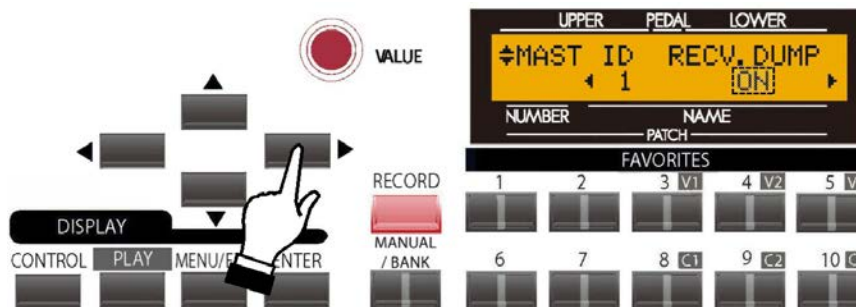 UPPER PEDAL LOWER
MAST ID RECV.DUMP
1 ON
NUMBER NAME
PATCH
VALUE
FAVORITES
RECORD
1 2 3 V1 4 V2 5
DISPLAY
MANUAL
/ BANK
CONTROL PLAY MENU/ ENTER
6 7 8 C1 9 C2 10